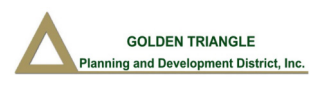 GOLDEN TRIANGLE
Planning and Development District, Inc.